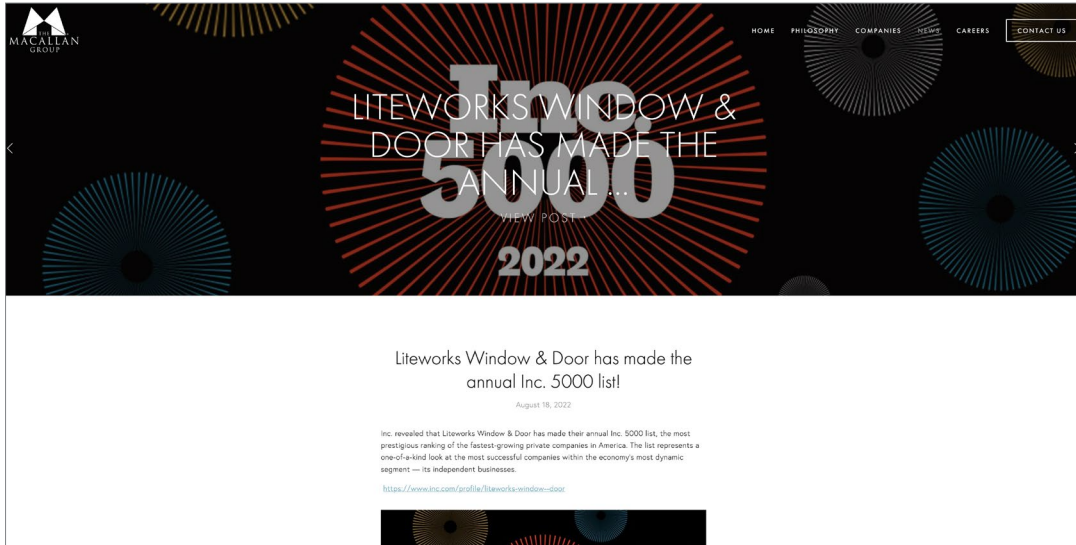 THE
MACALLAN
GROUP
HOME PHILOSOPHY COMPANIES NEWS CAREERS CONTACT US
Inc.
5000
2022
LITEWORKS WINDOW &
DOOR HAS MADE THE
ANNUAL ...
VIEW POST
Liteworks Window & Door has made the
annual Inc. 5000 list!
August 18, 2022
Inc. revealed that Liteworks Window & Door has made their annual Inc. 5000 list, the most
prestigious ranking of the fastest-growing private companies in America. The list represents a
one-of-a-kind look at the most successful companies within the economy's most dynamic
segment — its independent businesses.
https://www.inc.com/profile/liteworks-window--door